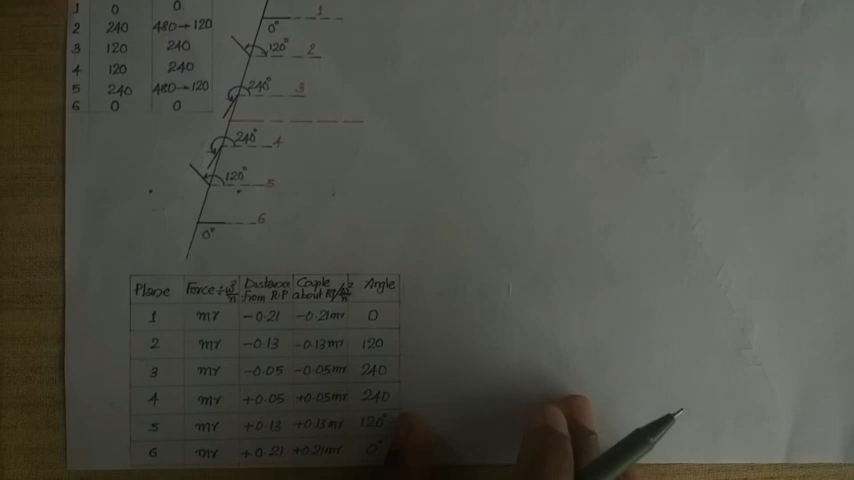 1 0 0
2 240 480→120
3 120 240
4 120 240
5 240 480→120
6 0 0
1
0°
120° 2
240° 3
240° 4
120° 5
6
0°
Plane Force÷ω²/n Distance from R.P Couple about RP/ω²/n Angle
1 mr -0.21 -0.21mr 0
2 mr -0.13 -0.13mr 120
3 mr -0.05 -0.05mr 240
4 mr +0.05 +0.05mr 240
5 mr +0.13 +0.13mr 120°
6 mr +0.21 +0.21mr 0°